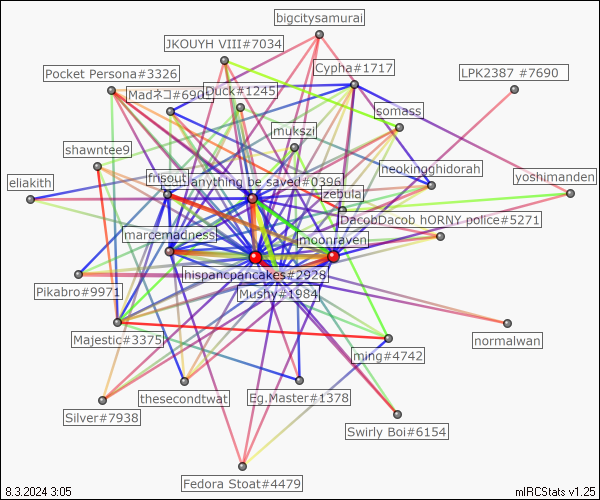 bigcitysamurai
JKOUYH VIII#7034
Cypha#1717
LPK2387 #7690
Pocket Persona#3326
Madネコ#6901
Duck#1245
somass
mukszi
shawntee9
neokingghidorah
eliakith
frisout
anything be saved#0396
yoshimanden
zebula
DacobDacob hORNY police#5271
marcemadness
moonraven
hispancpancakes#2928
Pikabro#9971
Mushy#1984
Majestic#3375
normalwan
ming#4742
thesecondtwat
Eg.Master#1378
Silver#7938
Swirly Boi#6154
Fedora Stoat#4479
8.3.2024 3:05
mIRCStats v1.25